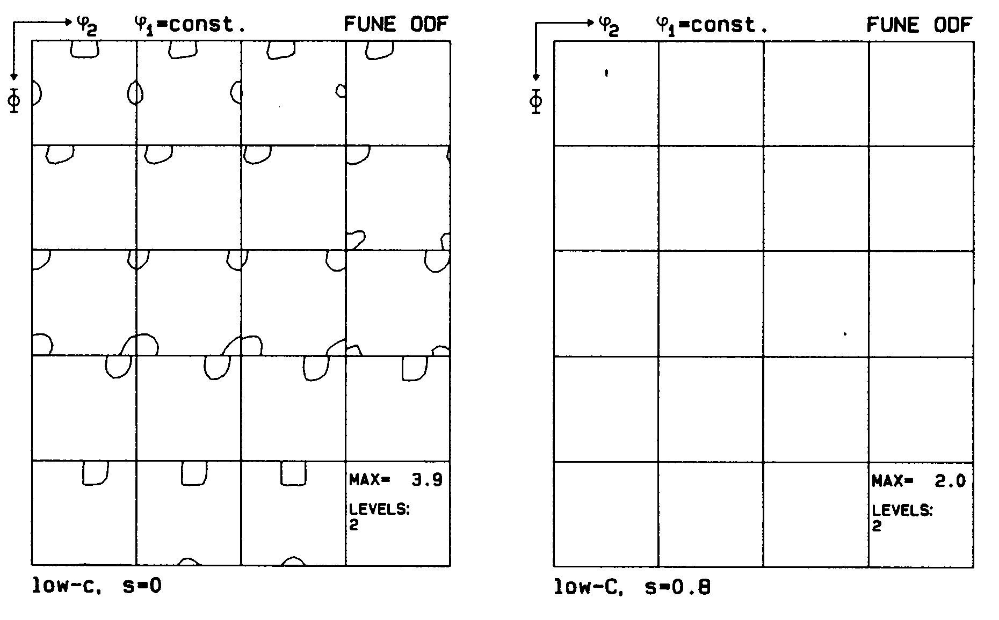 φ₂ φ₁=const. FUNE ODF
Φ
MAX= 3.9
LEVELS:
2
low-c, s=0
φ₂ φ₁=const. FUNE ODF
Φ
MAX= 2.0
LEVELS:
2
low-C, s=0.8